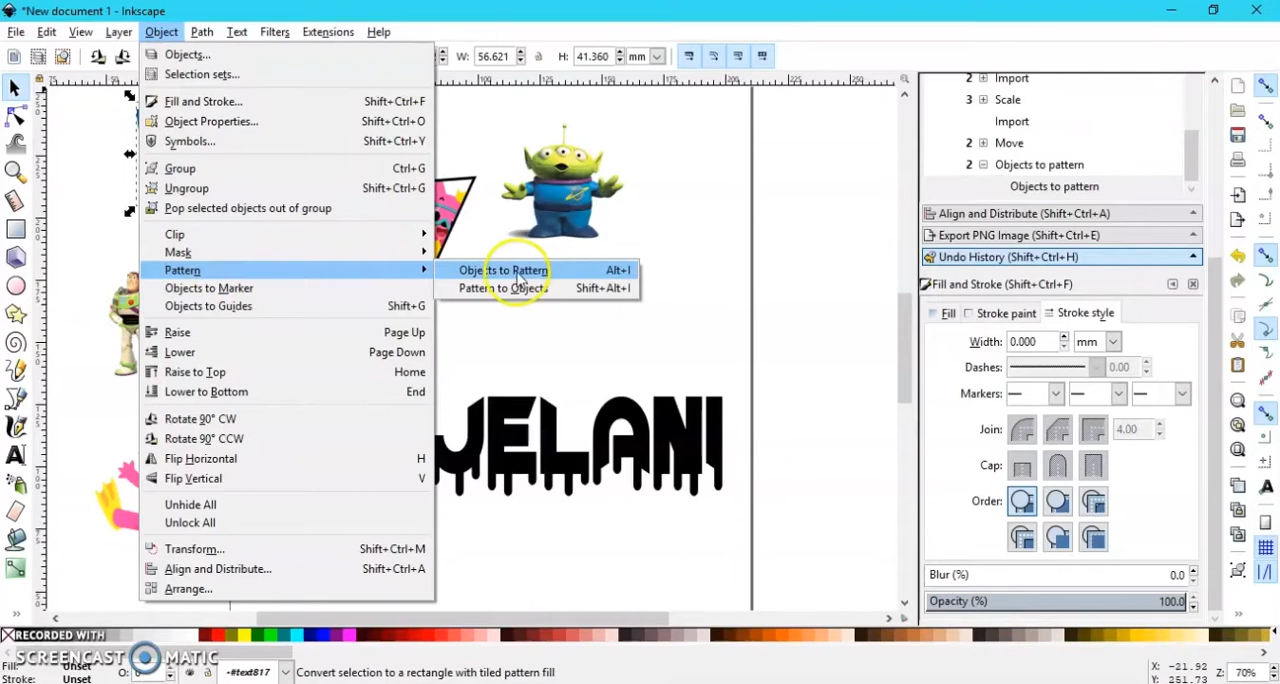 *New document 1 - Inkscape
File Edit View Layer Object Path Text Filters Extensions Help
W: 56.621 H: 41.360 mm
Objects...
Selection sets...
Fill and Stroke... Shift+Ctrl+F
Object Properties... Shift+Ctrl+O
Symbols... Shift+Ctrl+Y
Group Ctrl+G
Ungroup Shift+Ctrl+G
Pop selected objects out of group
Clip
Mask
Pattern
Objects to Marker
Objects to Guides Shift+G
Raise Page Up
Lower Page Down
Raise to Top Home
Lower to Bottom End
Rotate 90° CW
Rotate 90° CCW
Flip Horizontal H
Flip Vertical V
Unhide All
Unlock All
Transform... Shift+Ctrl+M
Align and Distribute... Shift+Ctrl+A
Arrange...
Objects to Pattern Alt+I
Pattern to Objects Shift+Alt+I
JELANI
2 Import
3 Scale
Import
2 Move
2 Objects to pattern
Objects to pattern
Align and Distribute (Shift+Ctrl+A)
Export PNG Image (Shift+Ctrl+E)
Undo History (Shift+Ctrl+H)
Fill and Stroke (Shift+Ctrl+F)
Fill Stroke paint Stroke style
Width: 0.000 mm
Dashes: 0.00
Markers:
Join: 4.00
Cap:
Order:
Blur (%) 0.0
Opacity (%) 100.0
RECORDED WITH
SCREENCAST MATIC
Fill: Unset
Stroke: Unset
O:
-#text817
Convert selection to a rectangle with tiled pattern fill
X: -21.92
Y: 251.73
Z: 70%